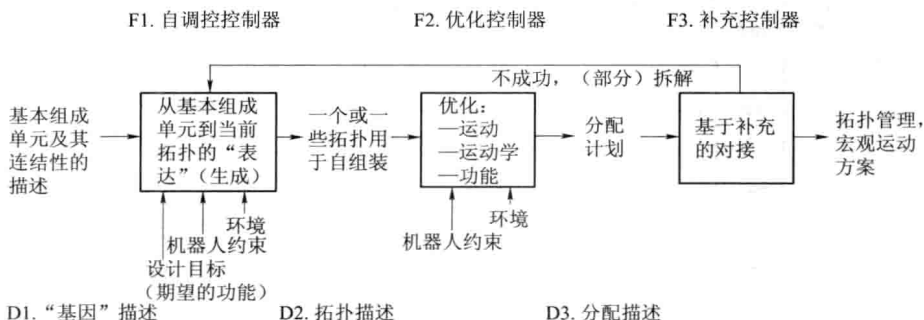 F1. 自调控控制器
F2. 优化控制器
F3. 补充控制器
不成功，（部分）拆解
基本组成
单元及其
连结性的
描述
从基本组成
单元到当前
拓扑的“表
达”（生成）
一个或一
些拓扑用
于自组装
优化：
—运动
—运动学
—功能
分配
计划
基于补充
的对接
拓扑管理，
宏观运动
方案
环境
机器人约束
设计目标
（期望的功能）
环境
机器人约束
D1. “基因”描述
D2. 拓扑描述
D3. 分配描述